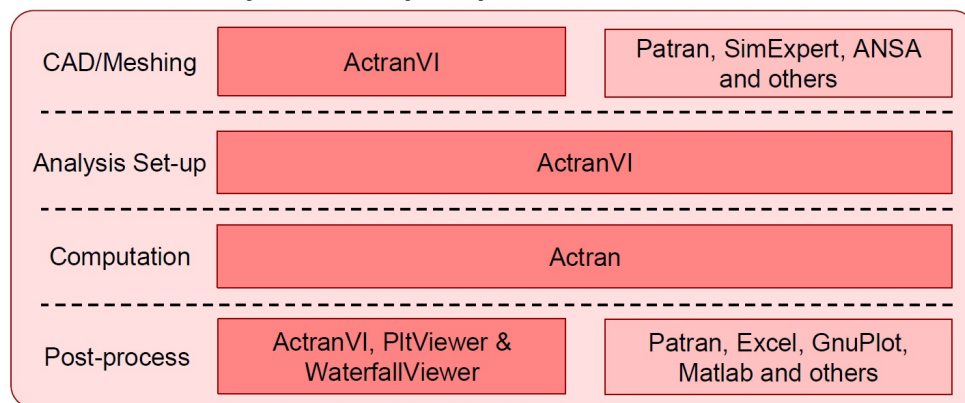 CAD/Meshing
ActranVI
Patran, SimExpert, ANSA
and others
Analysis Set-up
ActranVI
Computation
Actran
Post-process
ActranVI, PltViewer &
WaterfallViewer
Patran, Excel, GnuPlot,
Matlab and others